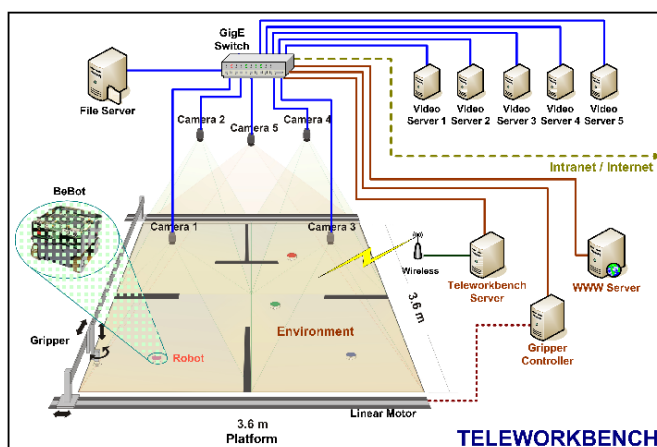 GigE
Switch
File Server
Camera 2
Camera 5
Camera 4
Video
Server 1
Video
Server 2
Video
Server 3
Video
Server 4
Video
Server 5
Intranet / Internet
BeBot
Camera 1
Camera 3
Wireless
Teleworkbench
Server
WWW Server
3.6 m
Gripper
Environment
Robot
Gripper
Controller
Linear Motor
3.6 m
Platform
TELEWORKBENCH